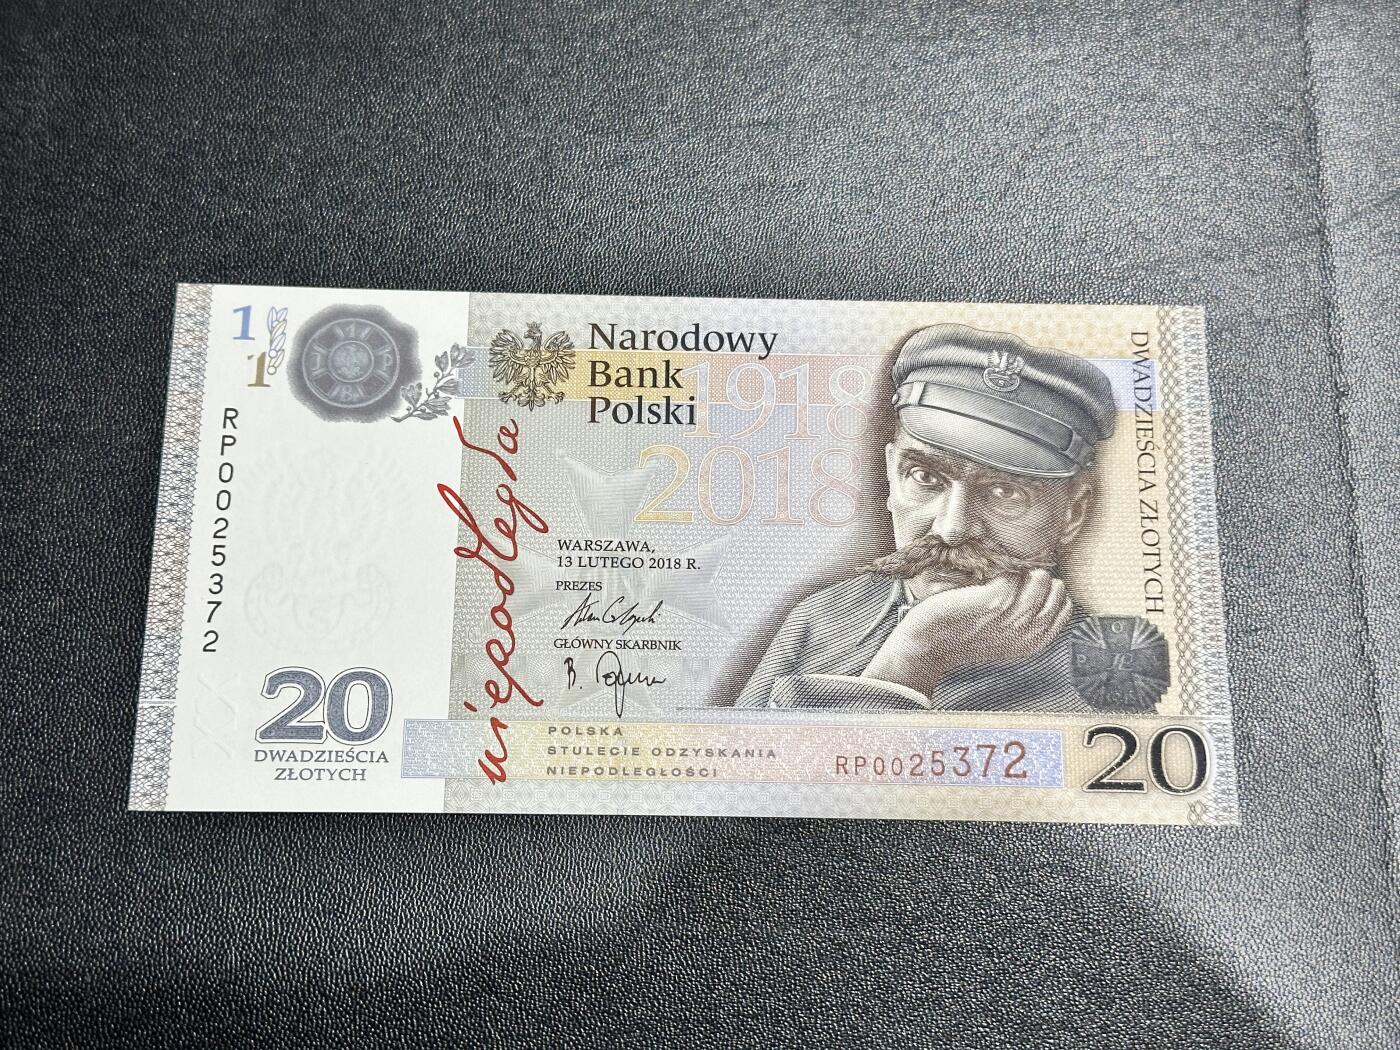 1
1
RP0025372
20
DWADZIEŚCIA
ZŁOTYCH
niepodległa
Narodowy
Bank
Polski
1918
2018
WARSZAWA,
13 LUTEGO 2018 R.
PREZES
GŁÓWNY SKARBNIK
POLSKA
STULECIE ODZYSKANIA
NIEPODLEGŁOŚCI
RP0025372
DWADZIEŚCIA ZŁOTYCH
20